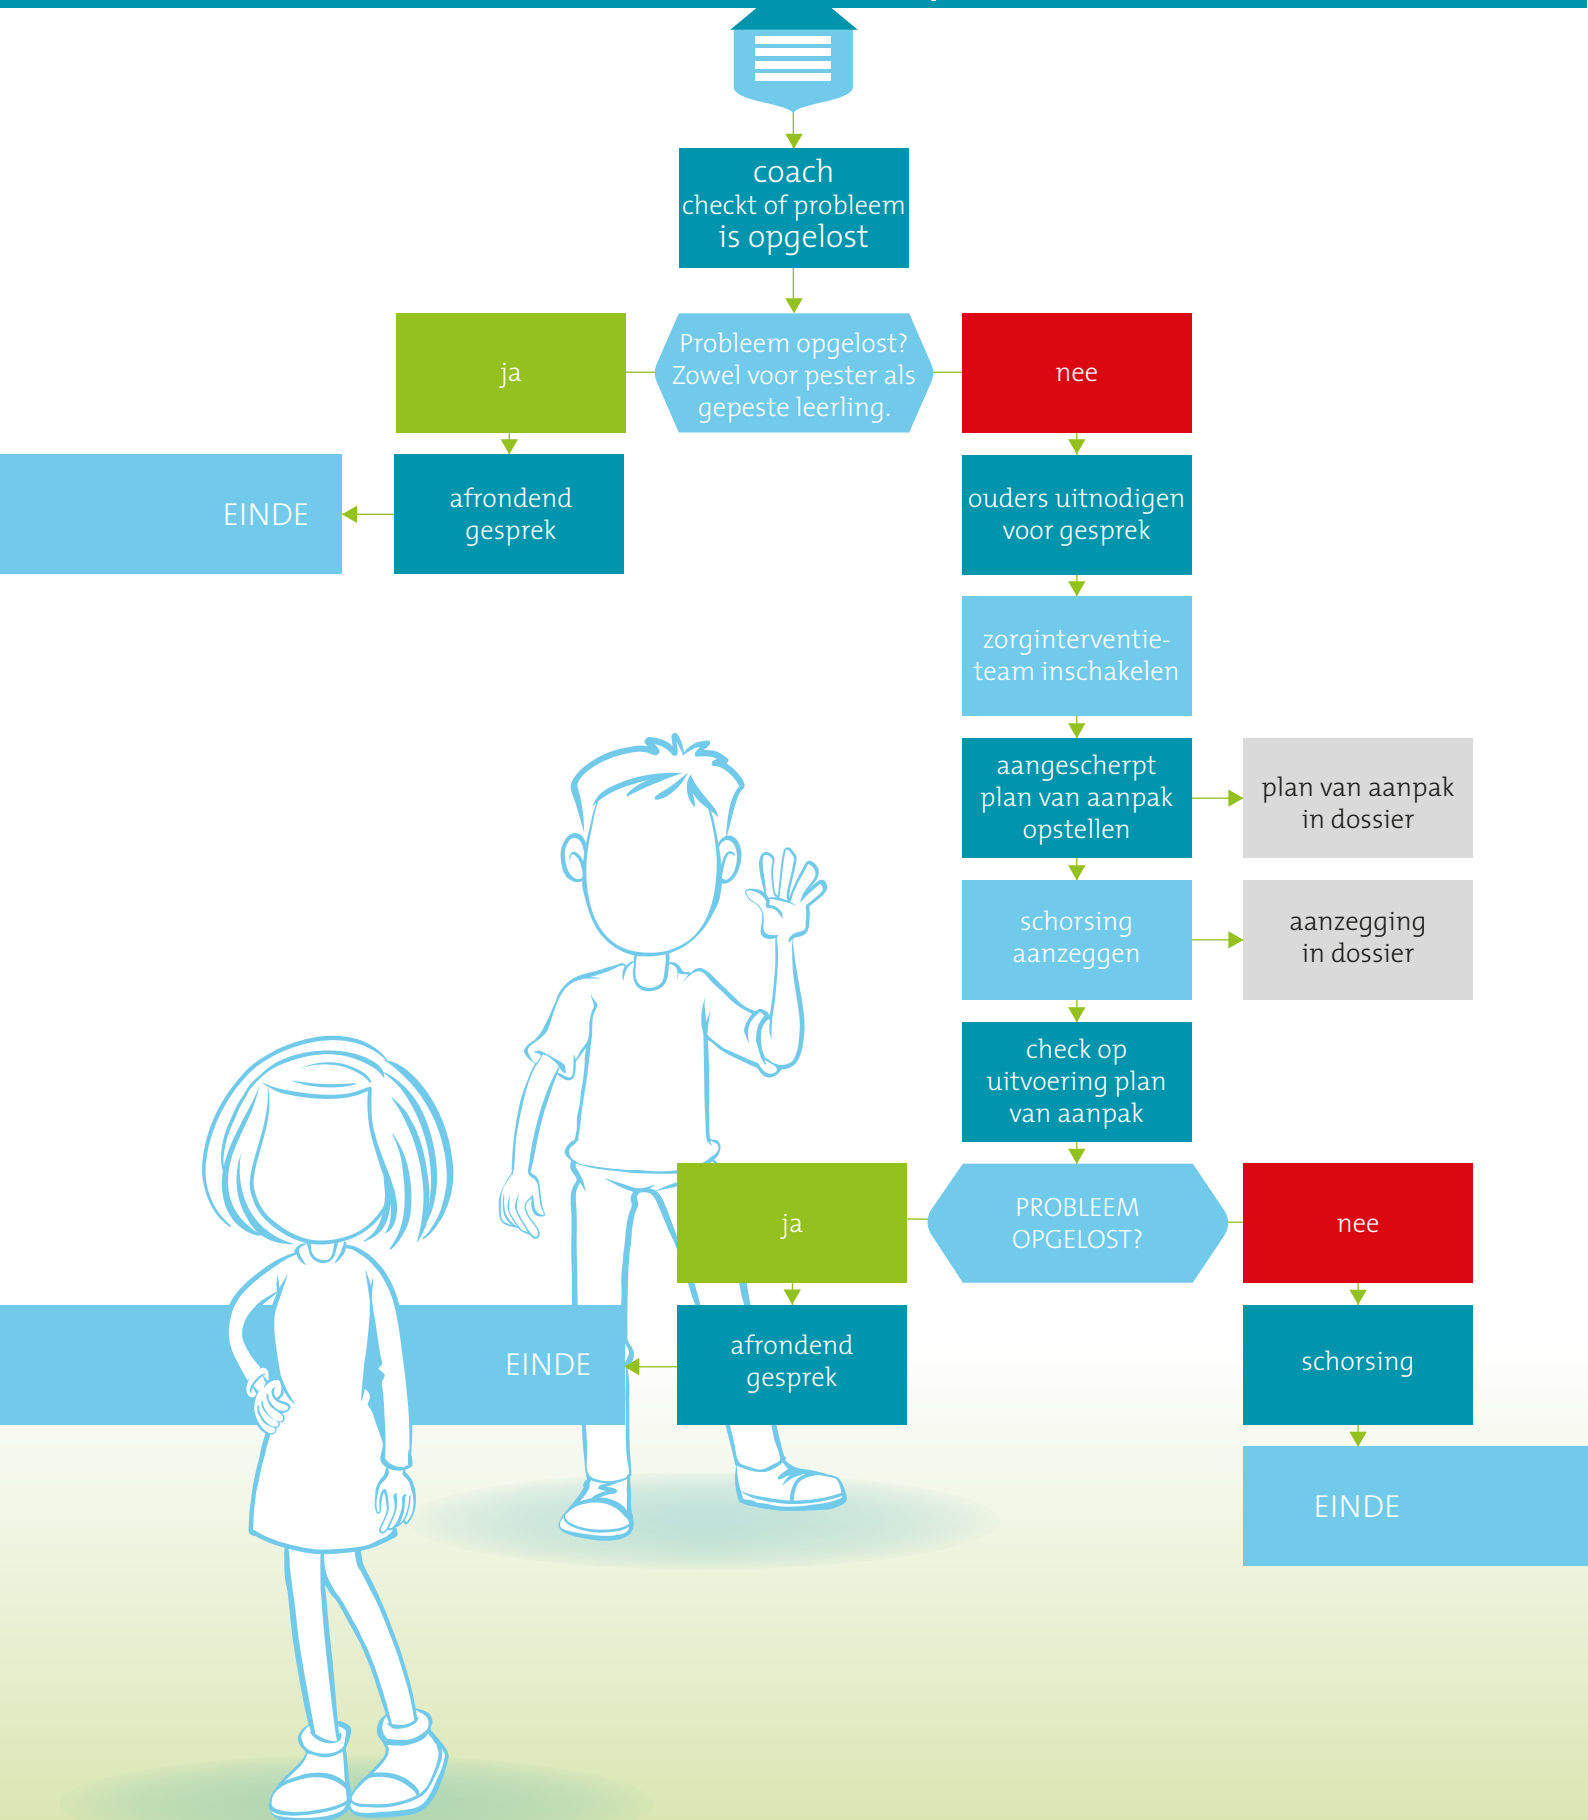 coach
checkt of probleem
is opgelost
ja
Probleem opgelost?
Zowel voor pester als
gepeste leerling.
nee
EINDE
afrondend
gesprek
ouders uitnodigen
voor gesprek
zorginterventie-
team inschakelen
aangescherpt
plan van aanpak
opstellen
plan van aanpak
in dossier
schorsing
aanzeggen
aanzegging
in dossier
check op
uitvoering plan
van aanpak
ja
PROBLEEM
OPGELOST?
nee
EINDE
afrondend
gesprek
schorsing
EINDE